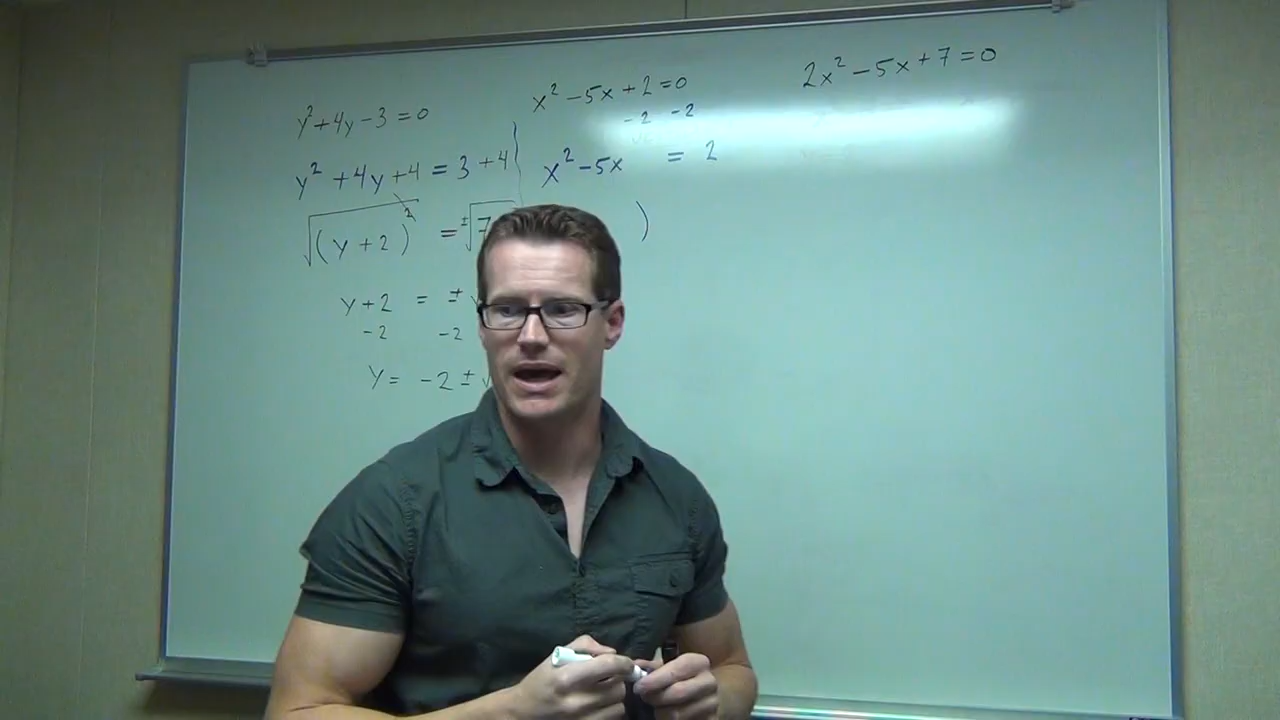 y²+4y-3=0
y²+4y+4=3+4
√(y+2)² =±√7
y+2 = ±
-2 -2
y= -2±√
x²-5x+2=0
-2 -2
x²-5x = 2
)
2x²-5x+7=0